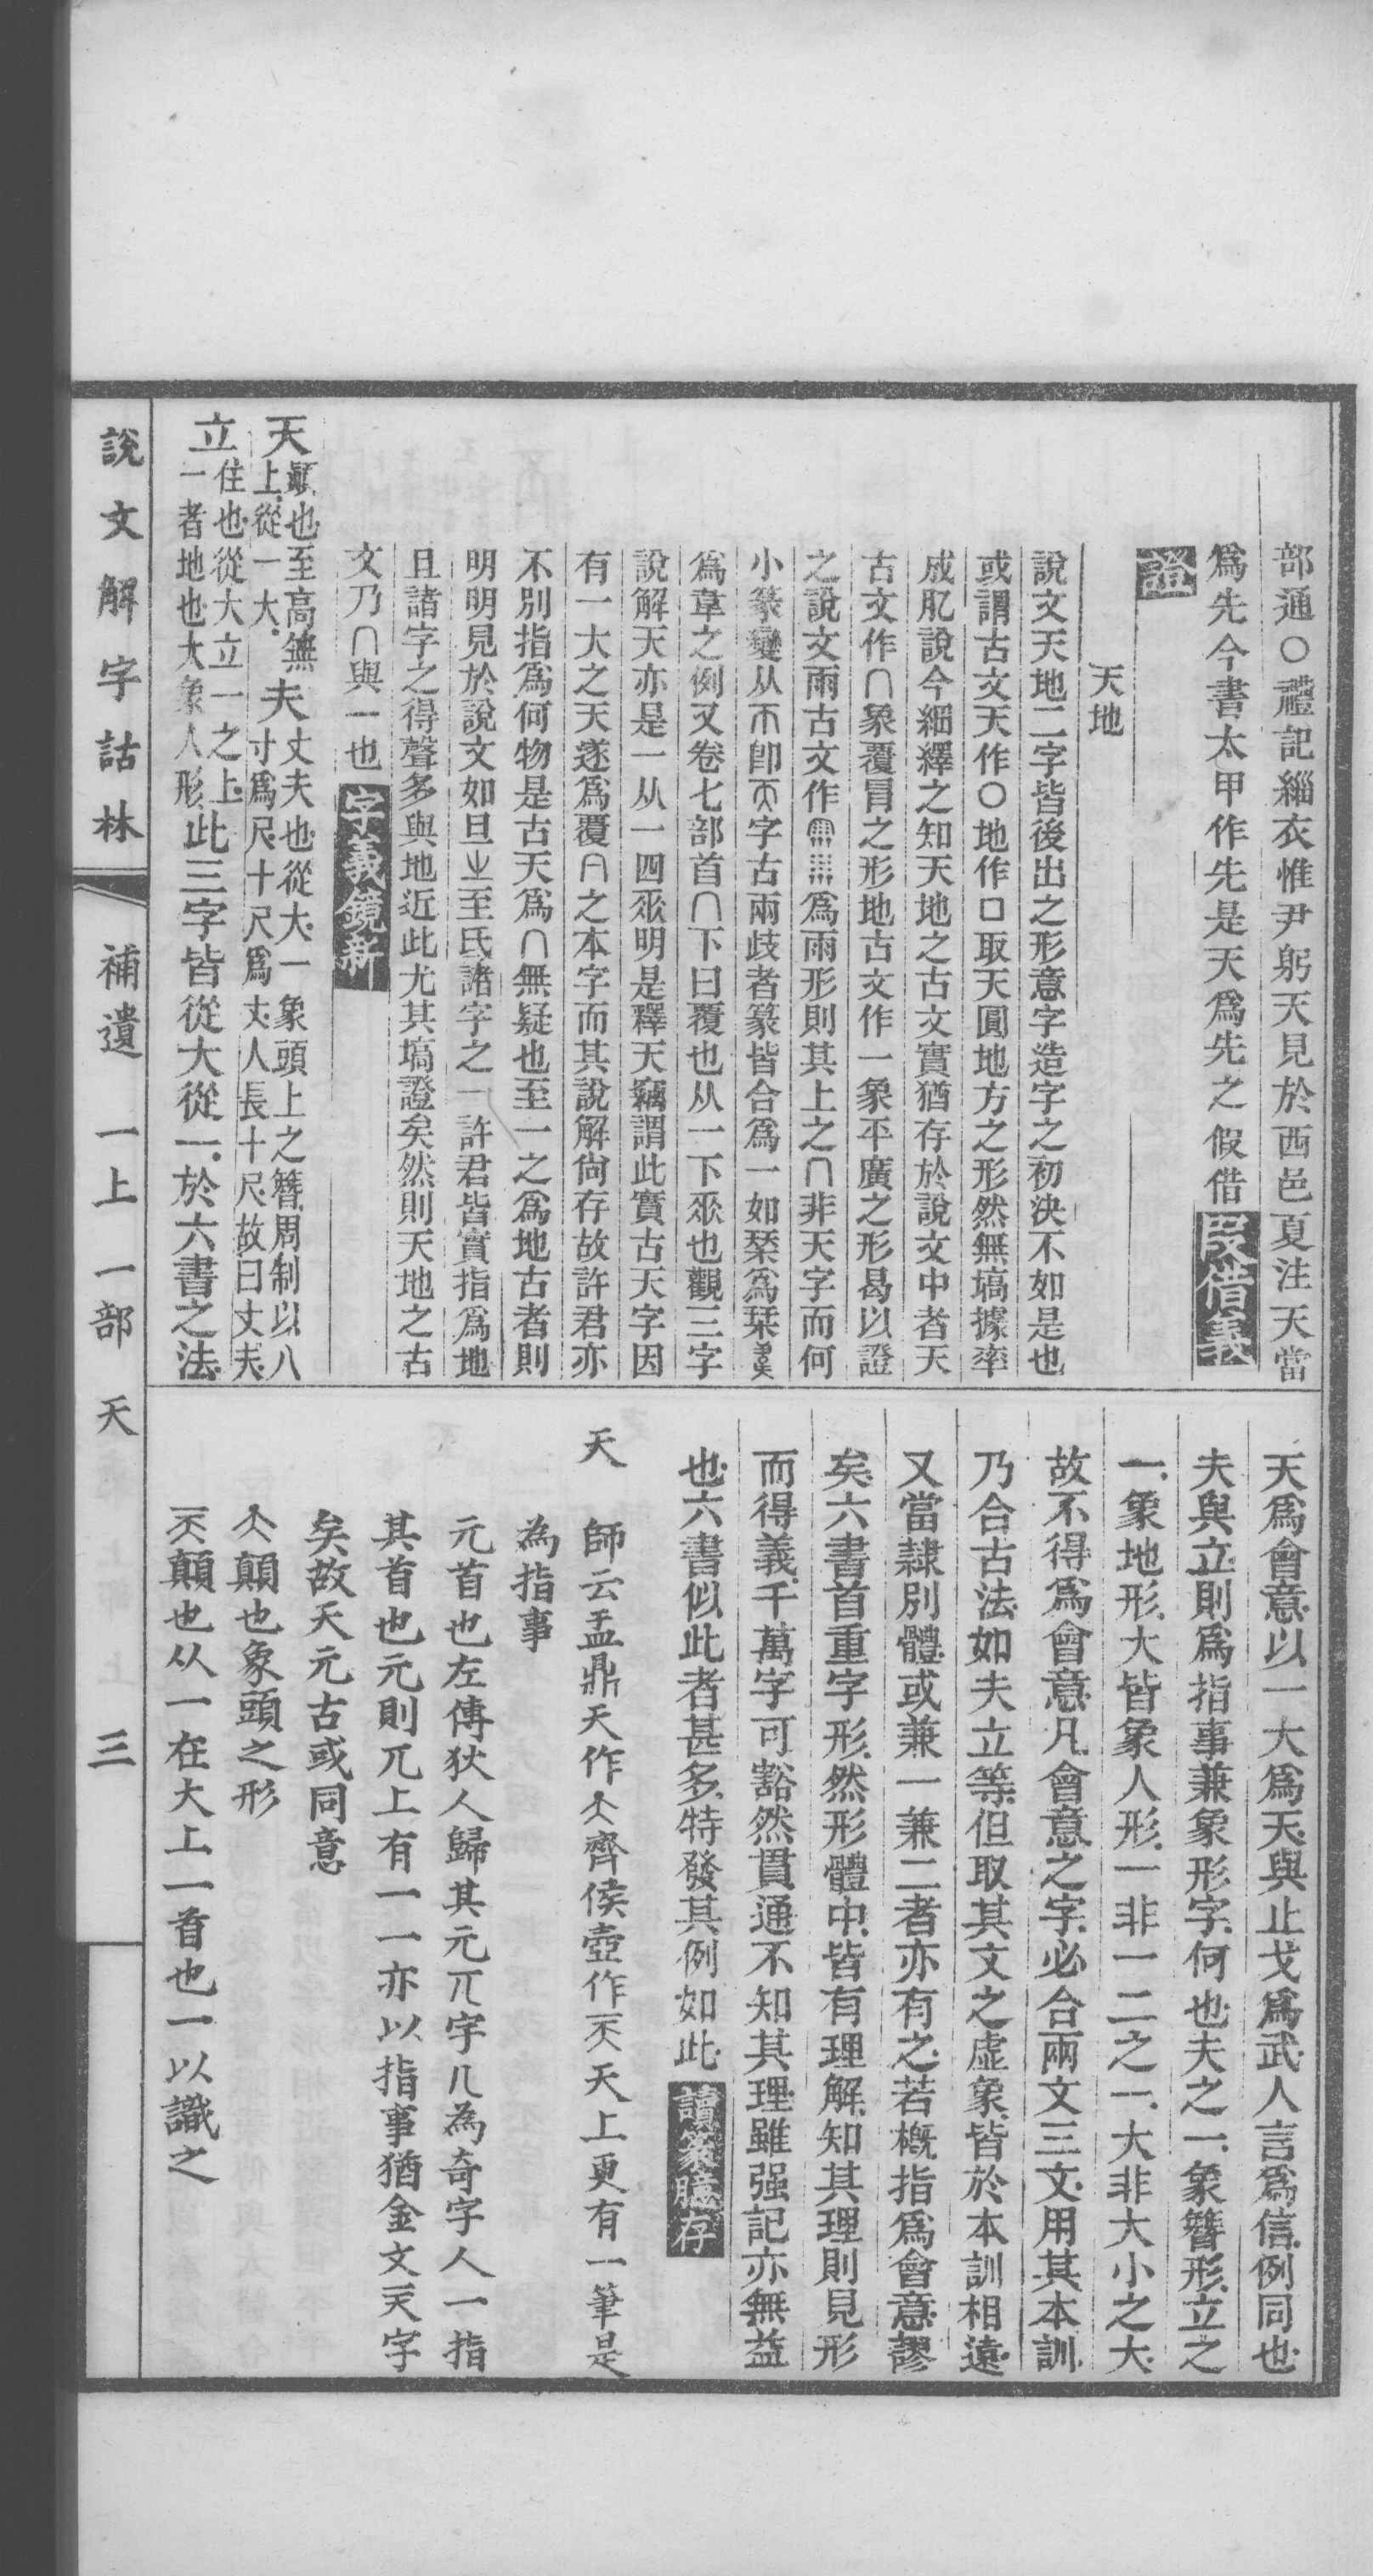 部通○禮記緇衣惟尹躬天見於西邑夏注天當
爲先今書太甲作先是天爲先之假借 叚借義
證
天地
說文天地二字皆後出之形意字造字之初決不如是也
或謂古文天作○地作口取天圓地方之形然無塙據率
成肊說今細繹之知天地之古文實猶存於說文中者天
古文作∩象覆冒之形地古文作一象平廣之形曷以證
之說文雨古文作為雨形則其上之∩非天字而何
小篆變从即字古兩歧者篆皆合爲一如琹爲栞
爲韋之例又卷七部首∩下曰覆也从一下𠂹也觀三字
說解天亦是一从一四𠂹明是釋天竊謂此實古天字因
有一大之天遂爲覆之本字而其說解尙存故許君亦
不別指爲何物是古天爲∩無疑也至一之爲地古者則
明明見於說文如旦至氐諸字之一許君皆實指爲地
且諸字之得聲多與地近此尤其塙證矣然則天地之古
文乃∩與一也 字義鏡新
天 顚也至高無
上從一大 夫 丈夫也從大一象頭上之簪周制以八
寸爲尺十尺爲丈人長十尺故曰丈夫
立 住也從大立一之上
一者地也大象人形 此三字皆從大從一於六書之法
天爲會意以一大爲天與止戈爲武人言爲信例同也
夫與立則爲指事兼象形字何也夫之一象簪形立之
一象地形大皆象人形一非一二之一大非大小之大
故不得爲會意凡會意之字必合兩文三文用其本訓
乃合古法如夫立等但取其文之虛象皆於本訓相遠
又當隷別體或兼一兼二者亦有之若槪指爲會意謬
矣六書首重字形然形體中皆有理解知其理則見形
而得義千萬字可豁然貫通不知其理雖强記亦無益
也六書似此者甚多特發其例如此 讀篆臆存
天 師云盂鼎天作齊侯壺作天上更有一筆是
為指事
元首也左傳狄人歸其元兀字儿為奇字人一指
其首也元則兀上有一一亦以指事猶金文字
矣故天元古或同意
顛也象頭之形
顛也从一在大上一首也一以識之
說文解字詁林 補遺 一上 一部 天 三